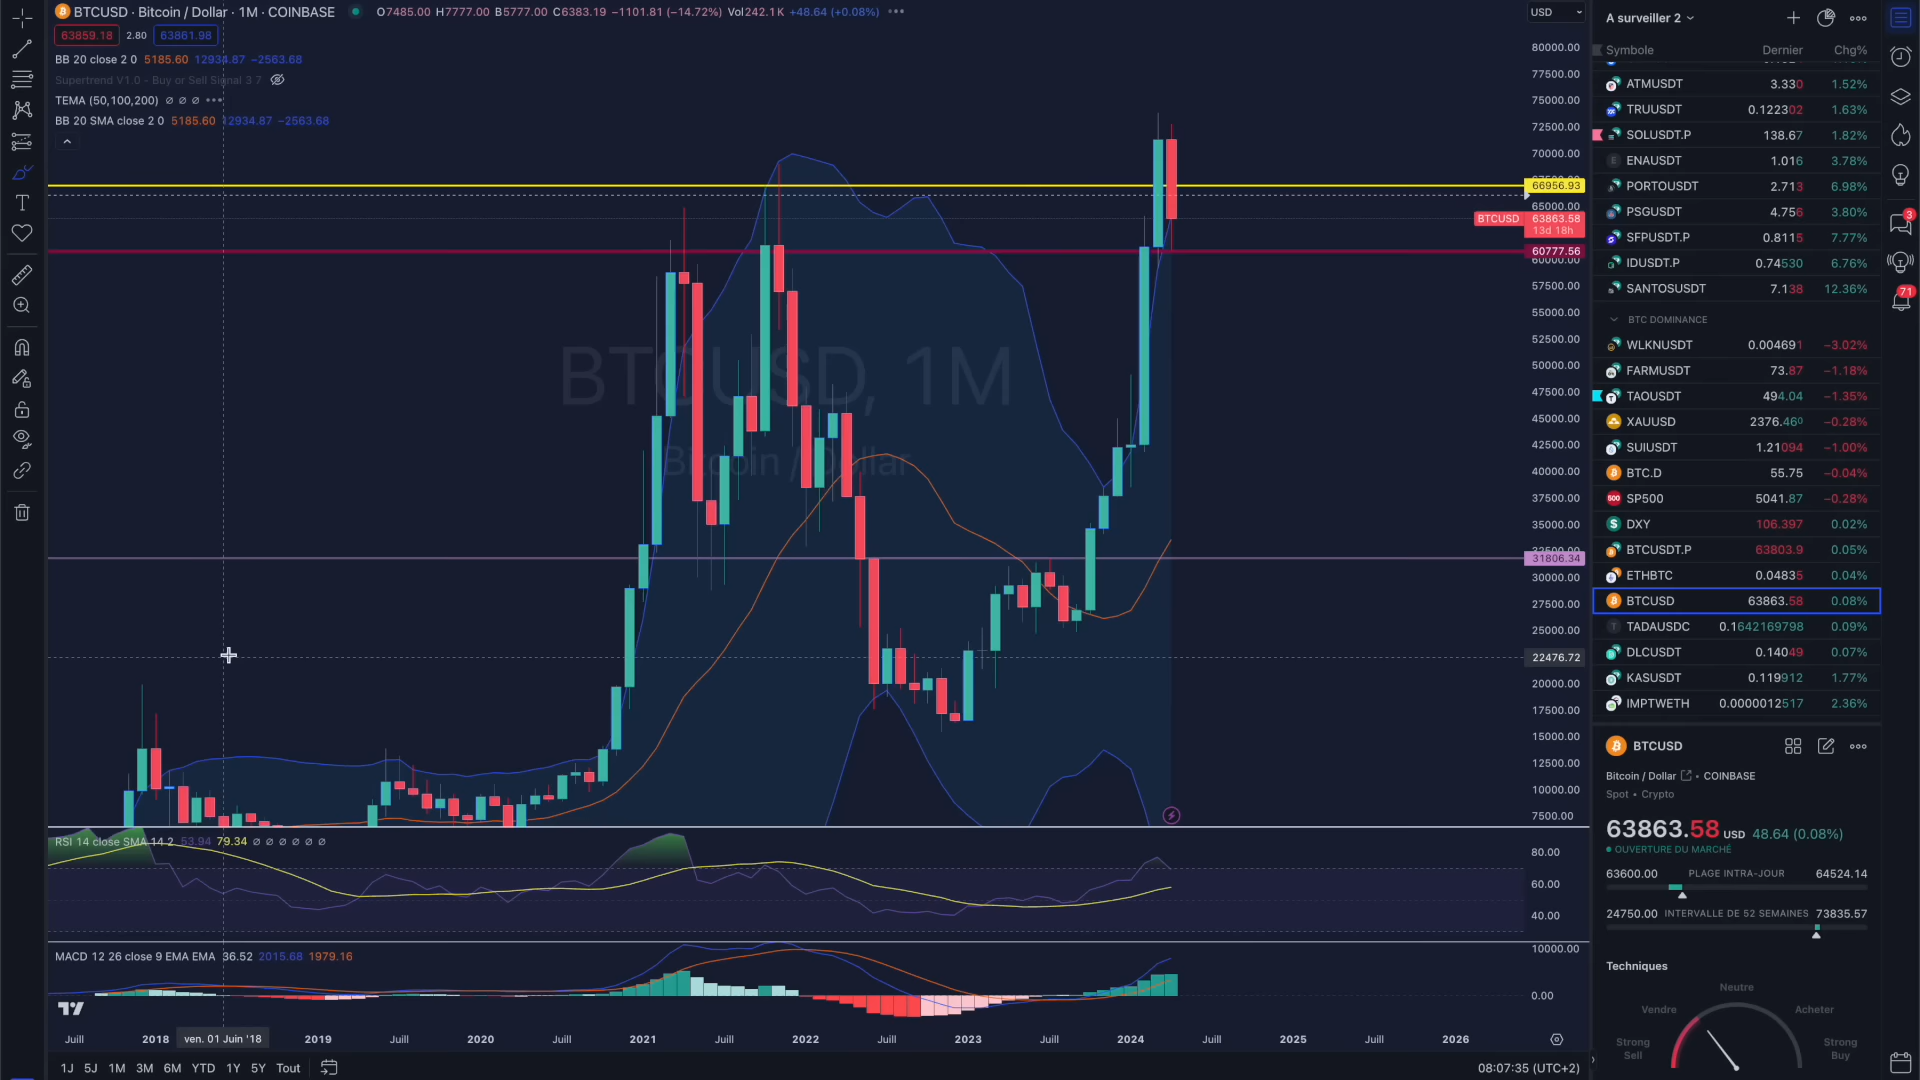 BTCUSD · Bitcoin / Dollar · 1M · COINBASE O7485.00 H7777.00 B5777.00 C6383.19 −1101.81 (−14.72%) Vol242.1K +48.64 (+0.08%)
63859.18 2.80 63861.98
BB 20 close 2 0 5185.60 12934.87 −2563.68
Supertrend V1.0 - Buy or Sell Signal 3 7
TEMA (50,100,200) ∅ ∅ ∅
BB 20 SMA close 2 0 5185.60 12934.87 −2563.68
BTCUSD, 1M
Bitcoin / Dollar
USD
80000.00
77500.00
75000.00
72500.00
70000.00
66956.93
65000.00
BTCUSD 63863.58
13d 18h
60777.56
60000.00
57500.00
55000.00
52500.00
50000.00
47500.00
45000.00
42500.00
40000.00
37500.00
35000.00
31806.34
30000.00
27500.00
25000.00
22476.72
20000.00
17500.00
15000.00
12500.00
10000.00
7500.00
RSI 14 close SMA 14 2 53.94 79.34 ∅ ∅ ∅ ∅ ∅ ∅
80.00
60.00
40.00
MACD 12 26 close 9 EMA EMA 36.52 2015.68 1979.16
10000.00
0.00
Juill 2018 ven. 01 Juin '18 2019 Juill 2020 Juill 2021 Juill 2022 Juill 2023 Juill 2024 Juill 2025 Juill 2026
1J 5J 1M 3M 6M YTD 1Y 5Y Tout
08:07:35 (UTC+2)
A surveiller 2
Symbole Dernier Chg%
ATMUSDT 3.330 1.52%
TRUUSDT 0.122302 1.63%
SOLUSDT.P 138.67 1.82%
ENAUSDT 1.016 3.78%
PORTOUSDT 2.713 6.98%
PSGUSDT 4.756 3.80%
SFPUSDT.P 0.8115 7.77%
IDUSDT.P 0.74530 6.76%
SANTOSUSDT 7.138 12.36%
BTC DOMINANCE
WLKNUSDT 0.004691 −3.02%
FARMUSDT 73.87 −1.18%
TAOUSDT 494.04 −1.35%
XAUUSD 2376.460 −0.28%
SUIUSDT 1.21094 −1.00%
BTC.D 55.75 −0.04%
SP500 5041.87 −0.28%
DXY 106.397 0.02%
BTCUSDT.P 63803.9 0.05%
ETHBTC 0.04835 0.04%
BTCUSD 63863.58 0.08%
TADAUSDC 0.1642169798 0.09%
DLCUSDT 0.14049 0.07%
KASUSDT 0.119912 1.77%
IMPTWETH 0.0000012517 2.36%
BTCUSD
Bitcoin / Dollar • COINBASE
Spot • Crypto
63863.58 USD 48.64 (0.08%)
OUVERTURE DU MARCHÉ
63600.00 PLAGE INTRA-JOUR 64524.14
24750.00 INTERVALLE DE 52 SEMAINES 73835.57
Techniques
Neutre
Vendre Acheter
Strong Sell Strong Buy
3
71